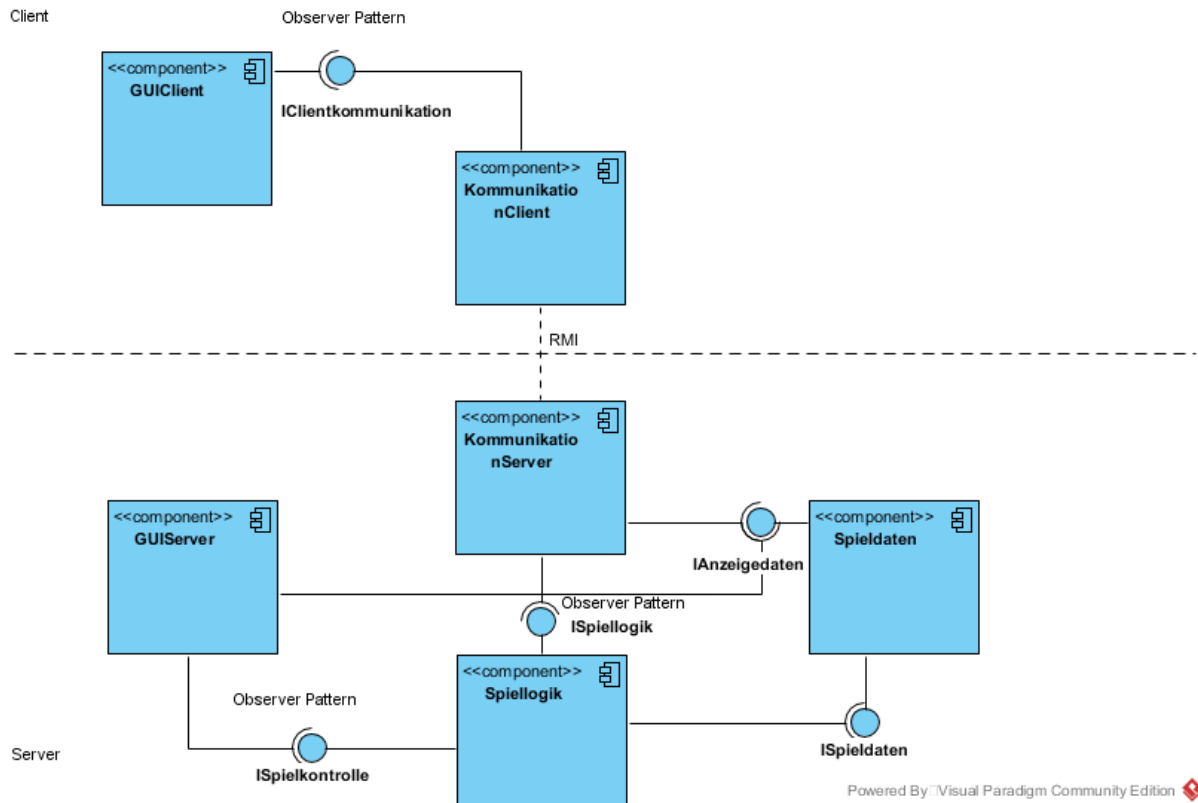 Client
Observer Pattern
<<component>>
GUIClient
IClientkommunikation
<<component>>
Kommunikatio
nClient
RMI
<<component>>
Kommunikatio
nServer
<<component>>
GUIServer
<<component>>
Spieldaten
IAnzeigedaten
Observer Pattern
ISpiellogik
<<component>>
Spiellogik
Observer Pattern
ISpielkontrolle
ISpieldaten
Server
Powered By Visual Paradigm Community Edition